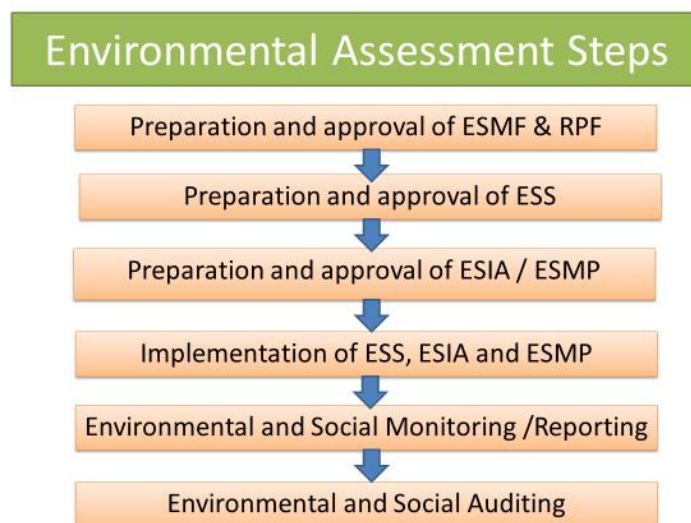 Environmental Assessment Steps
Preparation and approval of ESMF & RPF
Preparation and approval of ESS
Preparation and approval of ESIA / ESMP
Implementation of ESS, ESIA and ESMP
Environmental and Social Monitoring /Reporting
Environmental and Social Auditing